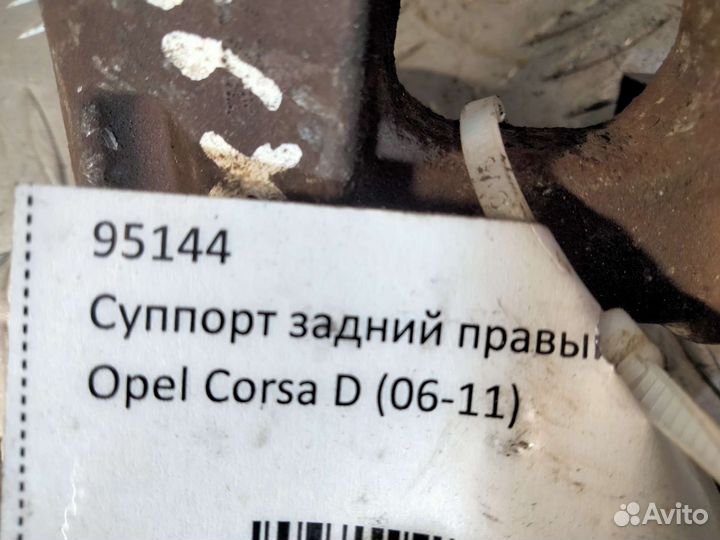 95144
Суппорт задний правы
Opel Corsa D (06-11)
Avito